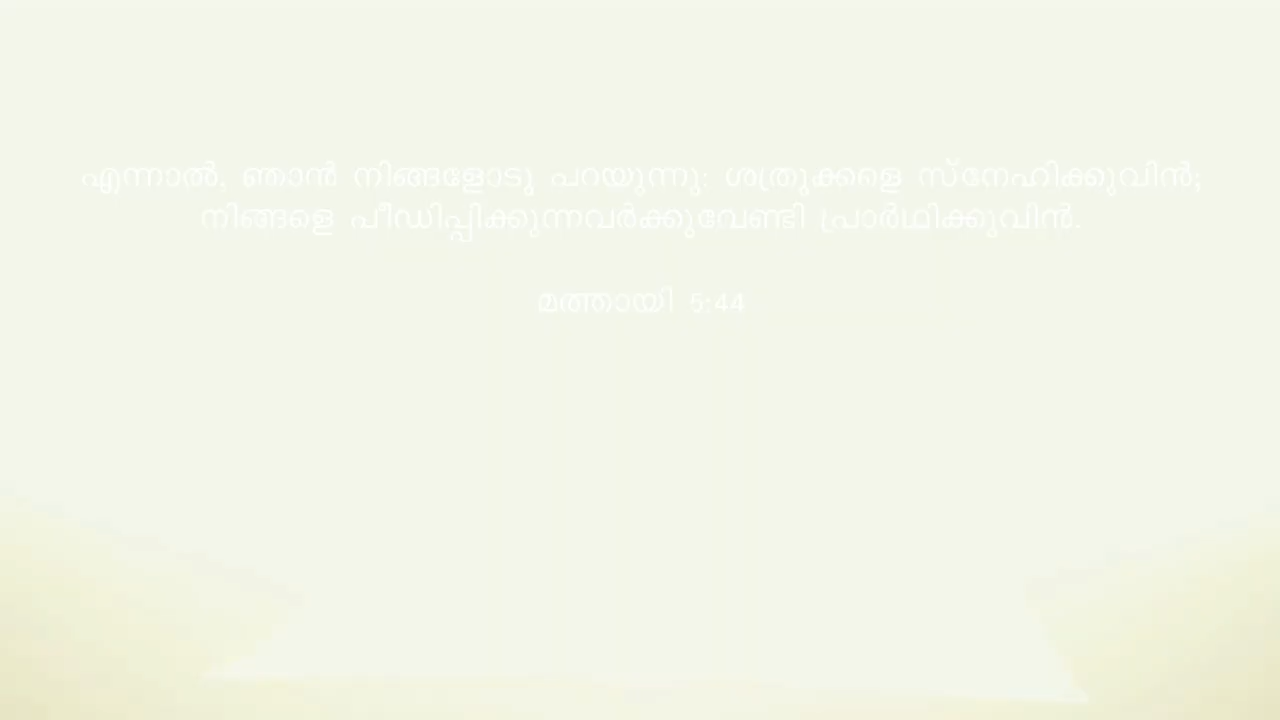 എന്നാൽ, ഞാൻ നിങ്ങളോടു പറയുന്നു: ശത്രുക്കളെ സ്നേഹിക്കുവിൻ;
നിങ്ങളെ പീഡിപ്പിക്കുന്നവർക്കുവേണ്ടി പ്രാർഥിക്കുവിൻ.
മത്തായി 5:44